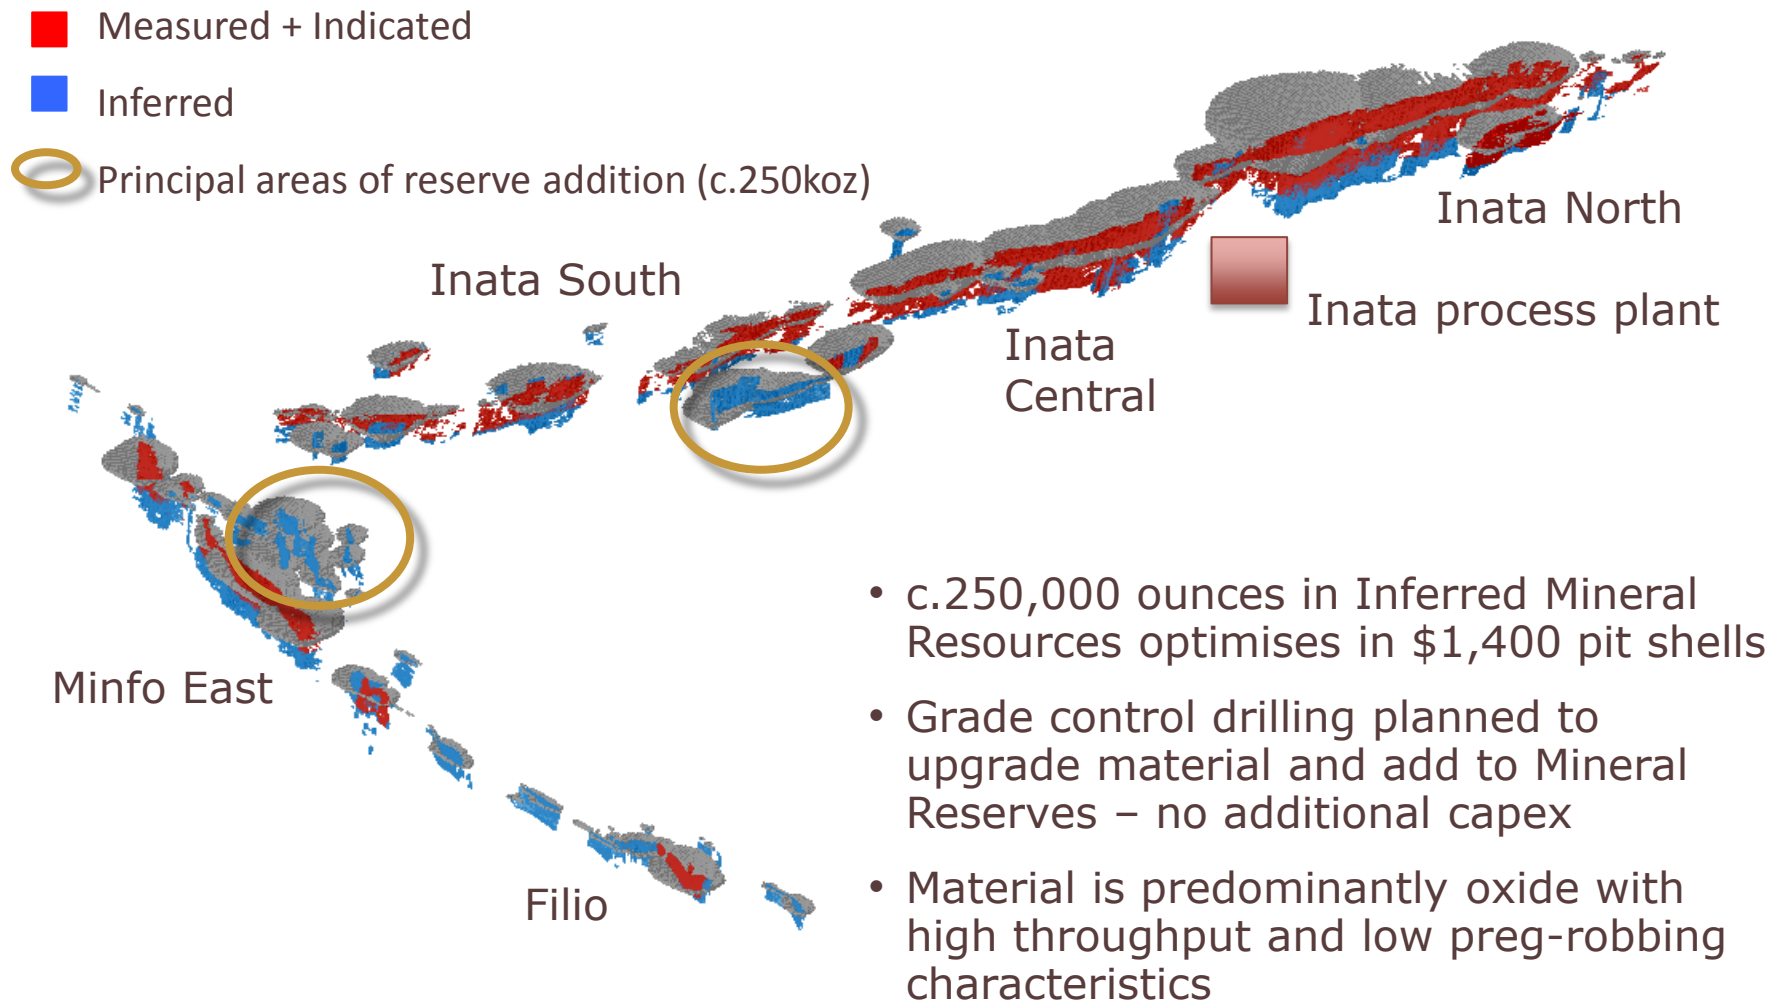 Measured + Indicated
Inferred
Principal areas of reserve addition (c.250koz)
Inata North
Inata South
Inata process plant
Inata
Central
Minfo East
Filio
• c.250,000 ounces in Inferred Mineral
Resources optimises in $1,400 pit shells
• Grade control drilling planned to
upgrade material and add to Mineral
Reserves – no additional capex
• Material is predominantly oxide with
high throughput and low preg-robbing
characteristics